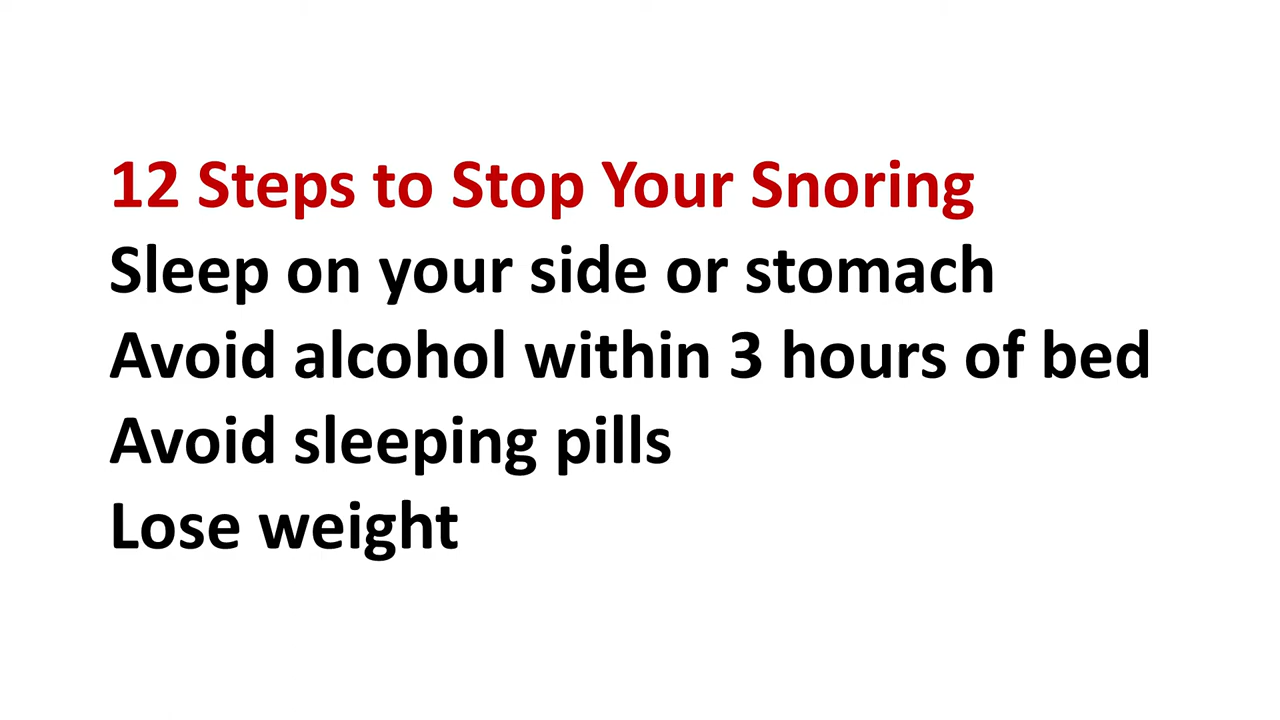 12 Steps to Stop Your Snoring
Sleep on your side or stomach
Avoid alcohol within 3 hours of bed
Avoid sleeping pills
Lose weight